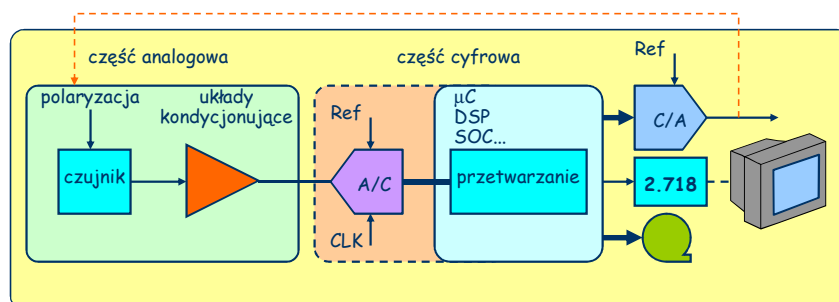 część analogowa
część cyfrowa
Ref
polaryzacja
układy
kondycjonujące
Ref
μC
DSP
SOC...
C/A
czujnik
A/C
przetwarzanie
2.718
CLK